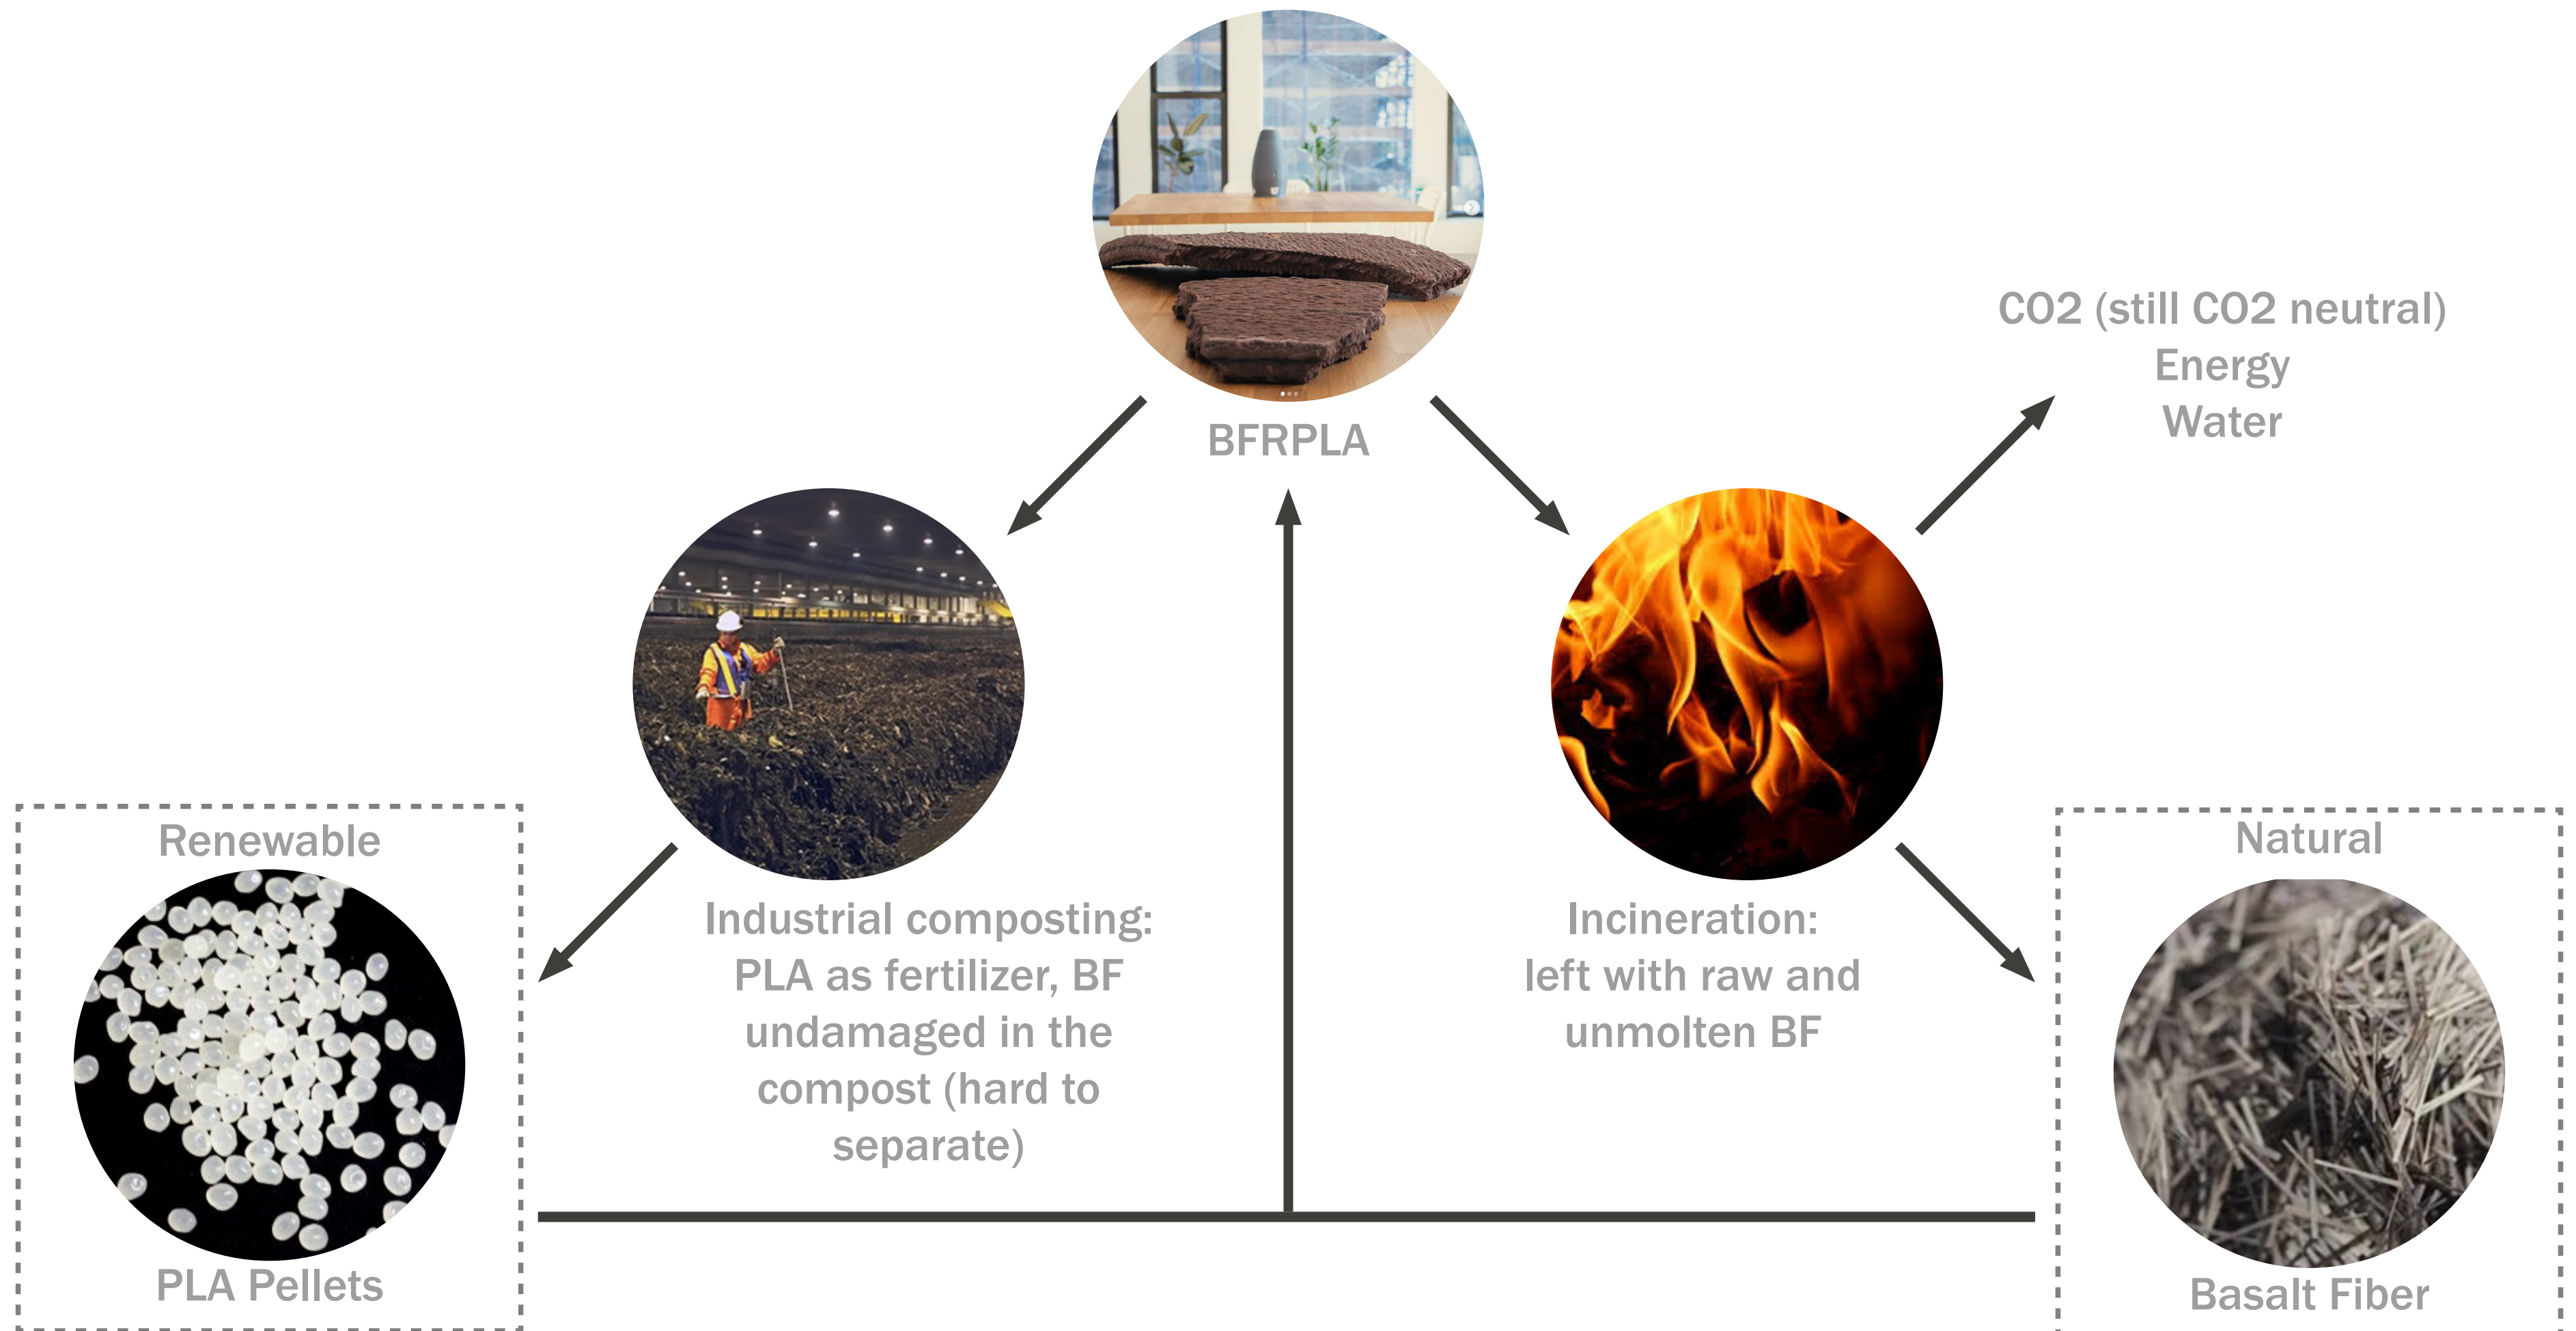 BFRPLA
CO2 (still CO2 neutral)
Energy
Water
Industrial composting:
PLA as fertilizer, BF
undamaged in the
compost (hard to
separate)
Incineration:
left with raw and
unmolten BF
Renewable
PLA Pellets
Natural
Basalt Fiber